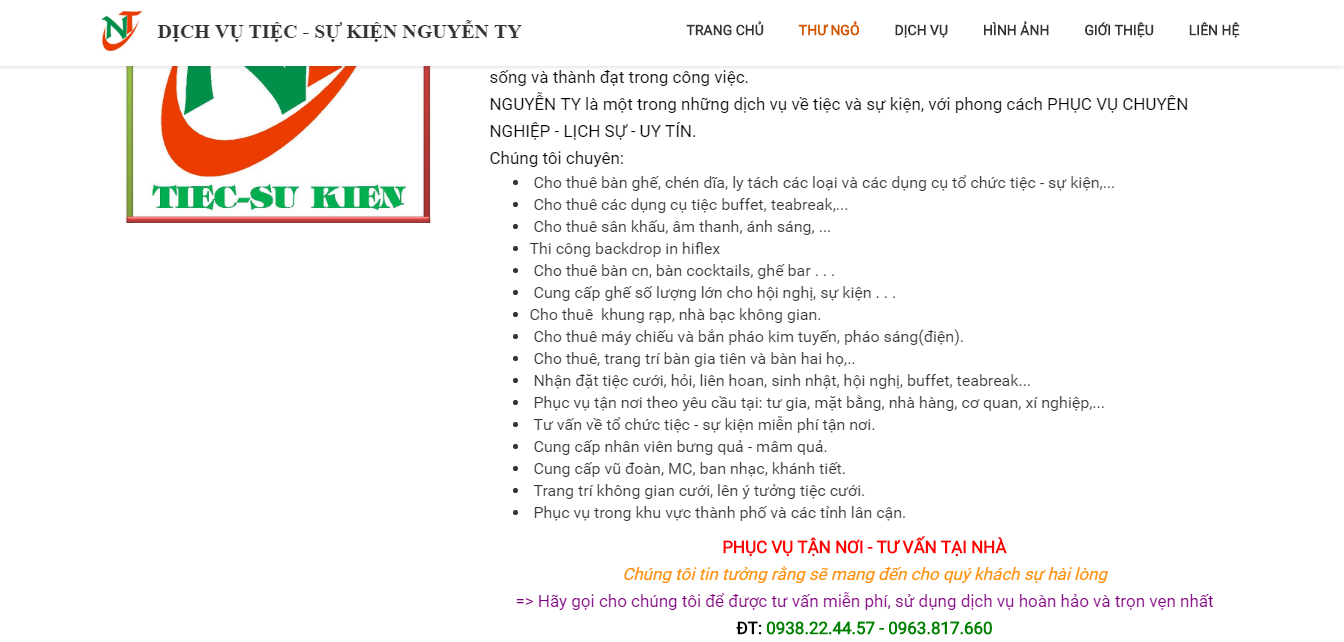 NT
DỊCH VỤ TIỆC - SỰ KIỆN NGUYỄN TY
TRANG CHỦ
THƯ NGỎ
DỊCH VỤ
HÌNH ẢNH
GIỚI THIỆU
LIÊN HỆ
TIEC-SU KIEN
sống và thành đạt trong công việc.
NGUYỄN TY là một trong những dịch vụ về tiệc và sự kiện, với phong cách PHỤC VỤ CHUYÊN
NGHIỆP - LỊCH SỰ - UY TÍN.
Chúng tôi chuyên:
• Cho thuê bàn ghế, chén dĩa, ly tách các loại và các dụng cụ tổ chức tiệc - sự kiện,...
• Cho thuê các dụng cụ tiệc buffet, teabreak,...
• Cho thuê sân khấu, âm thanh, ánh sáng, ...
• Thi công backdrop in hiflex
• Cho thuê bàn cn, bàn cocktails, ghế bar . . .
• Cung cấp ghế số lượng lớn cho hội nghị, sự kiện . . .
• Cho thuê khung rạp, nhà bạc không gian.
• Cho thuê máy chiếu và bắn pháo kim tuyến, pháo sáng(điện).
• Cho thuê, trang trí bàn gia tiên và bàn hai họ,..
• Nhận đặt tiệc cưới, hỏi, liên hoan, sinh nhật, hội nghị, buffet, teabreak...
• Phục vụ tận nơi theo yêu cầu tại: tư gia, mặt bằng, nhà hàng, cơ quan, xí nghiệp,...
• Tư vấn về tổ chức tiệc - sự kiện miễn phí tận nơi.
• Cung cấp nhân viên bưng quả - mâm quả.
• Cung cấp vũ đoàn, MC, ban nhạc, khánh tiết.
• Trang trí không gian cưới, lên ý tưởng tiệc cưới.
• Phục vụ trong khu vực thành phố và các tỉnh lân cận.
PHỤC VỤ TẬN NƠI - TƯ VẤN TẠI NHÀ
Chúng tôi tin tưởng rằng sẽ mang đến cho quý khách sự hài lòng
=> Hãy gọi cho chúng tôi để được tư vấn miễn phí, sử dụng dịch vụ hoàn hảo và trọn vẹn nhất
ĐT: 0938.22.44.57 - 0963.817.660